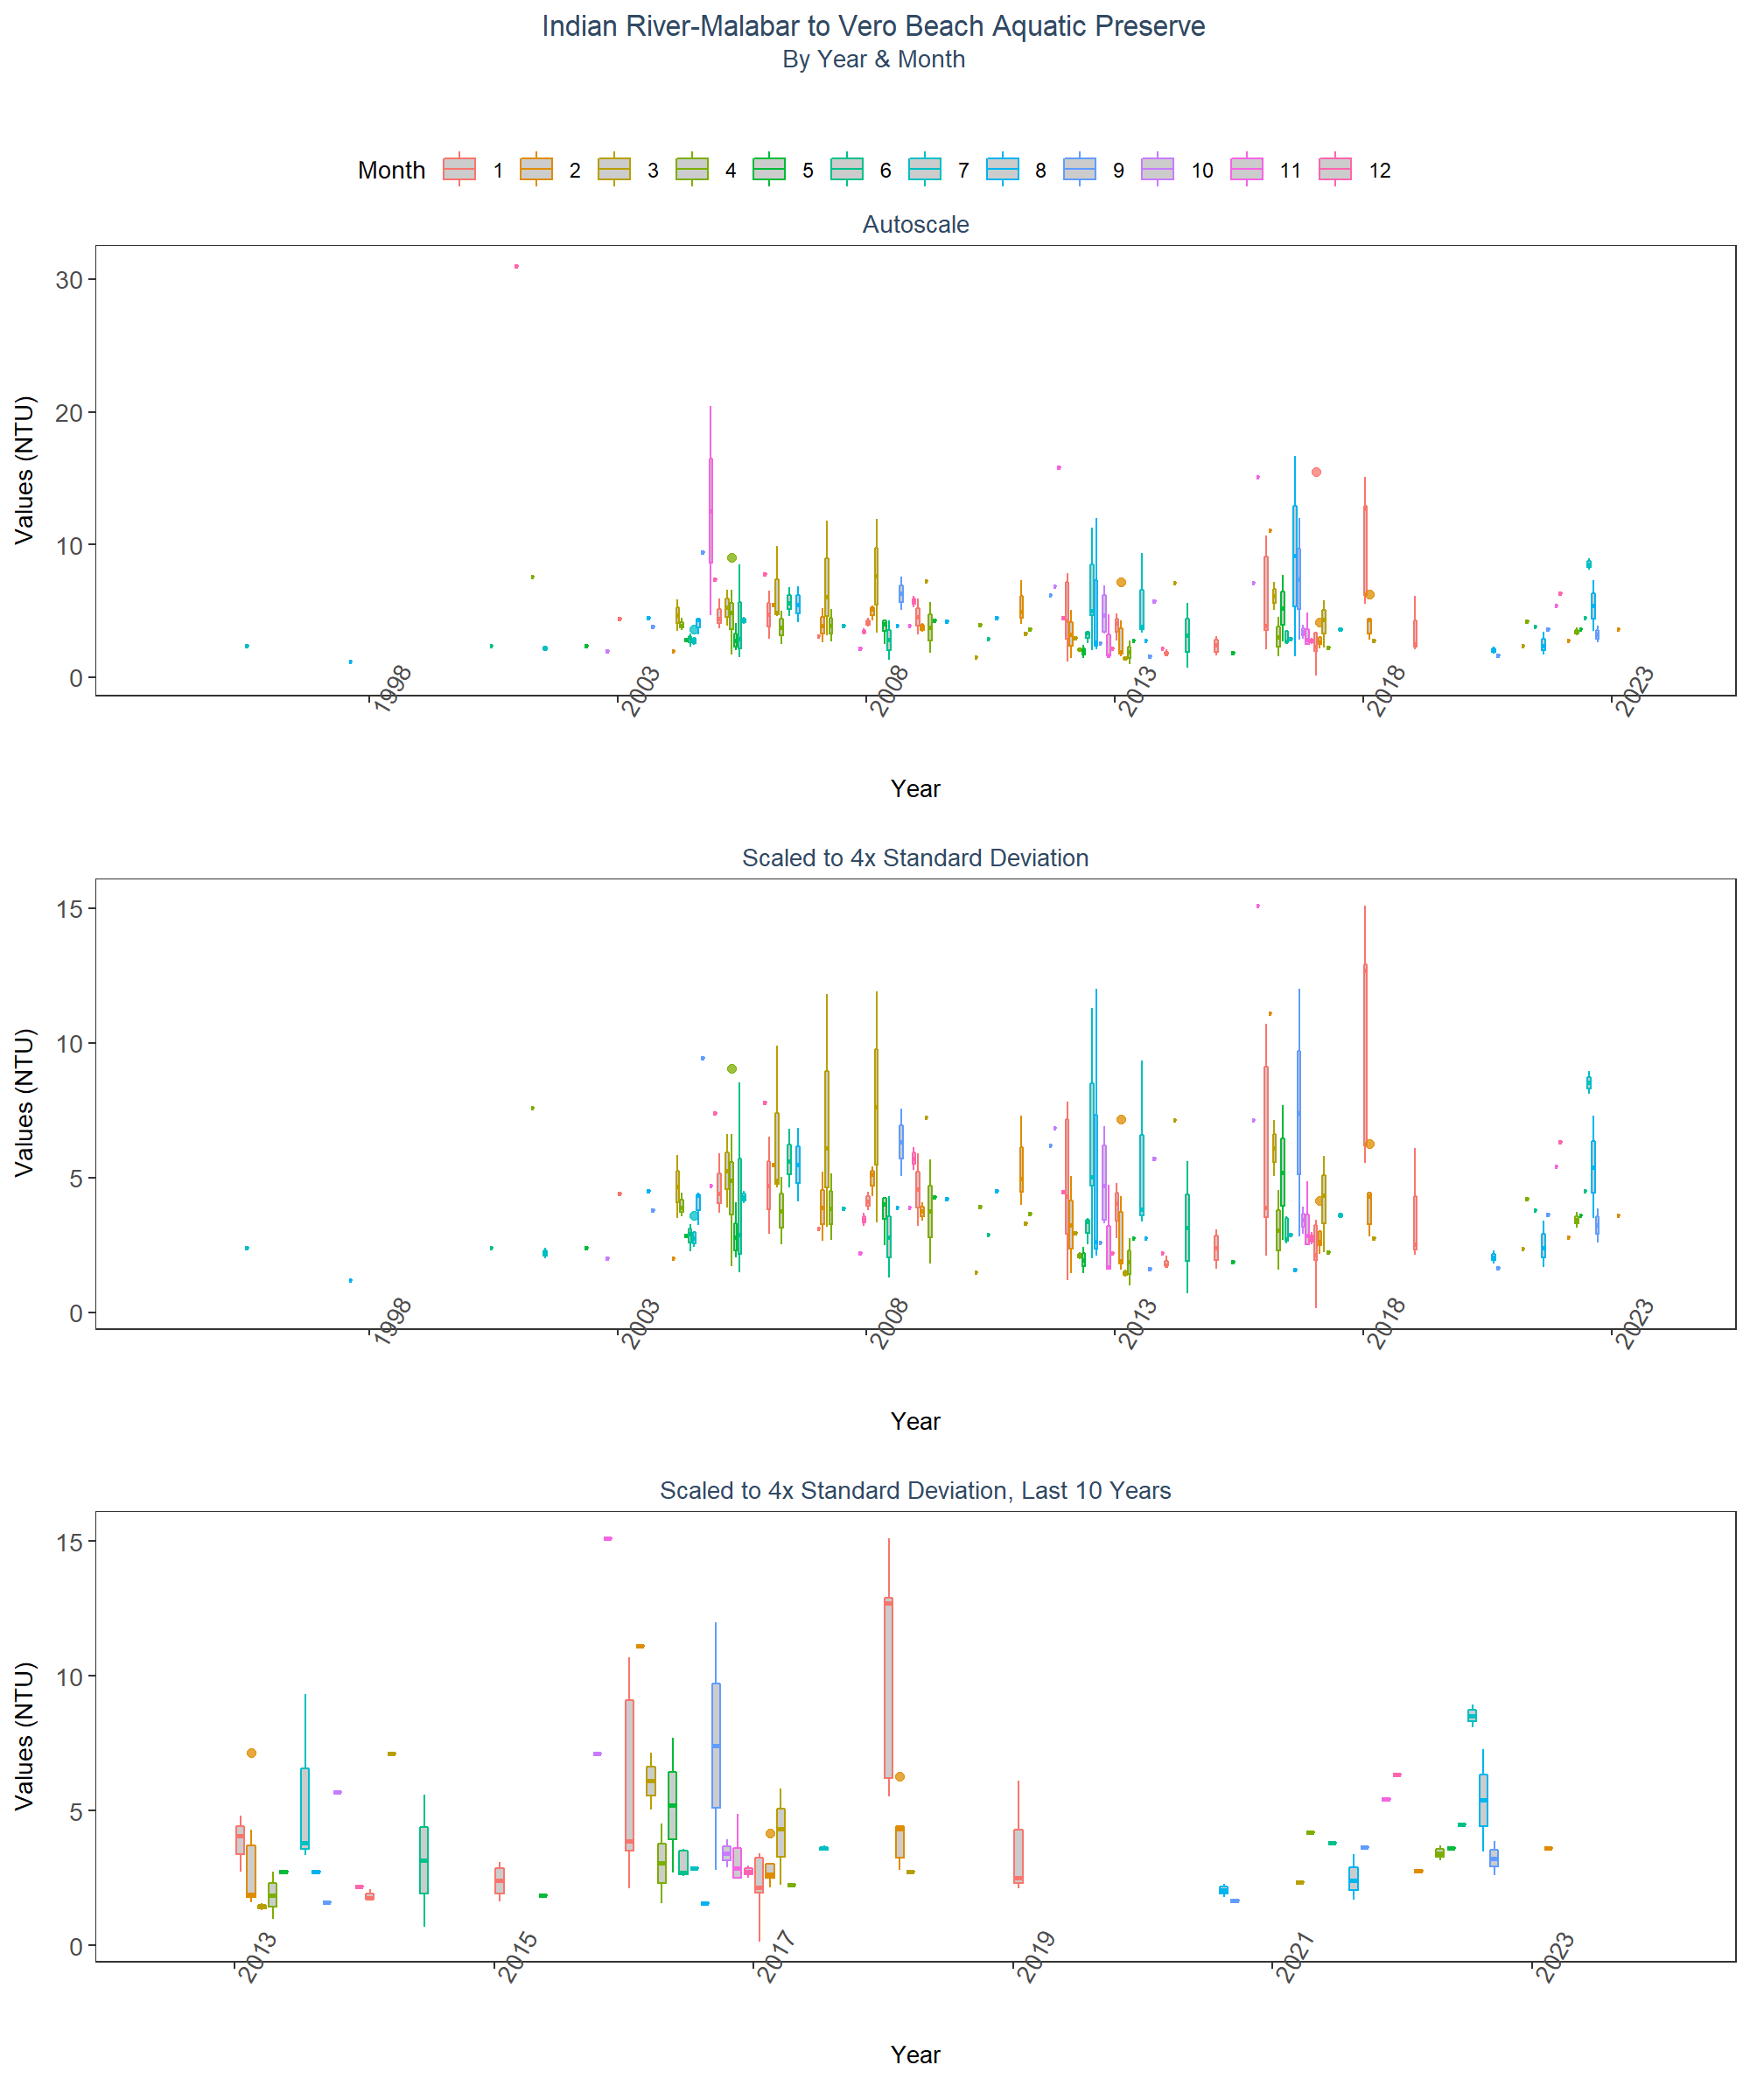 Indian River-Malabar to Vero Beach Aquatic Preserve
By Year & Month
Month 1 2 3 4 5 6 7 8 9 10 11 12
Autoscale
Values (NTU)
30
20
10
0
1998 2003 2008 2013 2018 2023
Year
Scaled to 4x Standard Deviation
Values (NTU)
15
10
5
0
1998 2003 2008 2013 2018 2023
Year
Scaled to 4x Standard Deviation, Last 10 Years
Values (NTU)
15
10
5
0
2013 2015 2017 2019 2021 2023
Year